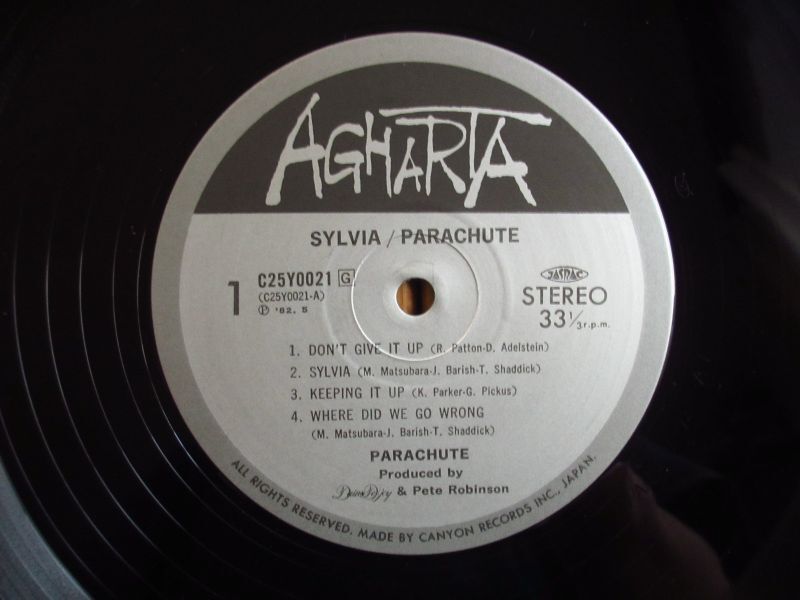 AGHARTA
SYLVIA / PARACHUTE
1
C25Y0021 G
(C25Y0021-A)
Ⓟ '82. 5
JASRAC
STEREO
33 1/3 r.p.m.
1. DON'T GIVE IT UP (R. Patton-D. Adelstein)
2. SYLVIA (M. Matsubara-J. Barish-T. Shaddick)
3. KEEPING IT UP (K. Parker-G. Pickus)
4. WHERE DID WE GO WRONG
(M. Matsubara-J. Barish-T. Shaddick)
PARACHUTE
Produced by
& Pete Robinson
ALL RIGHTS RESERVED. MADE BY CANYON RECORDS INC., JAPAN.